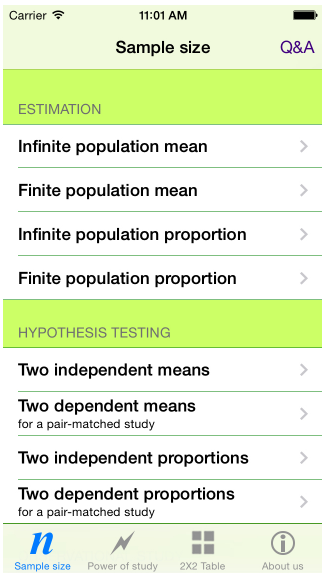 Carrier 11:01 AM
Sample size Q&A
ESTIMATION
Infinite population mean
Finite population mean
Infinite population proportion
Finite population proportion
HYPOTHESIS TESTING
Two independent means
Two dependent means
for a pair-matched study
Two independent proportions
Two dependent proportions
for a pair-matched study
n
Sample size Power of study 2X2 Table About us